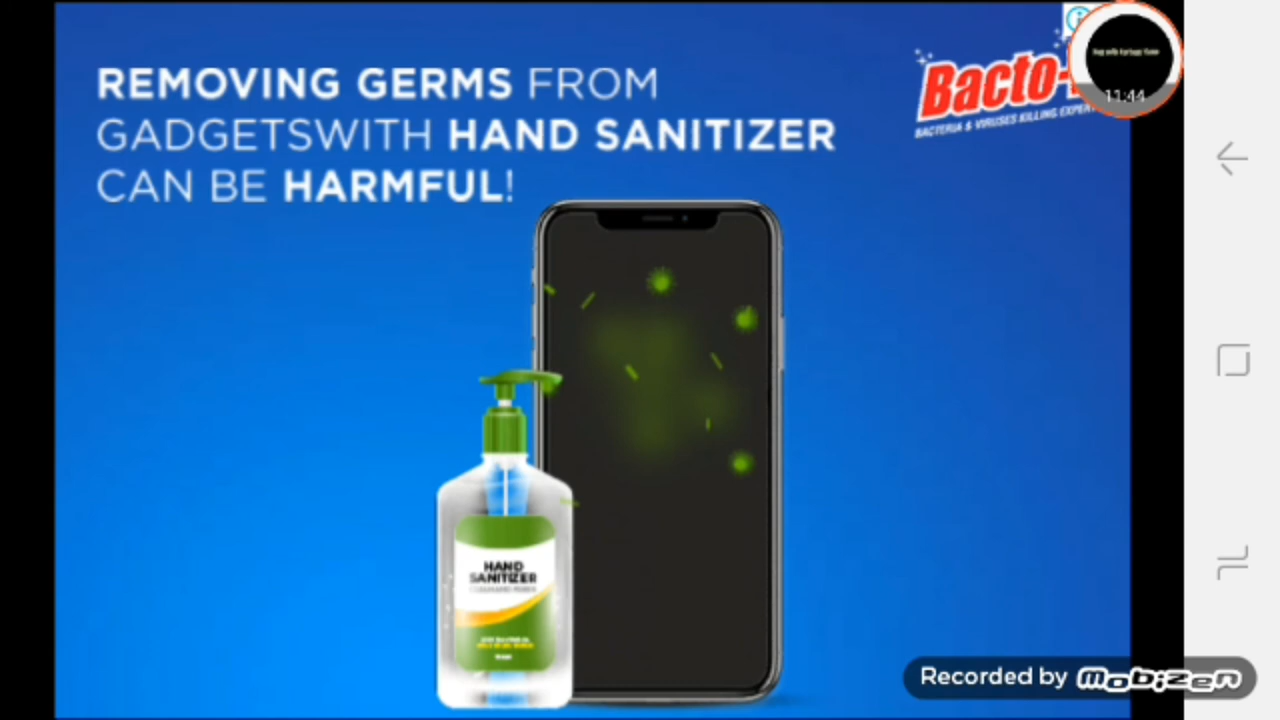 REMOVING GERMS FROM
GADGETSWITH HAND SANITIZER
CAN BE HARMFUL!
Bacto-
BACTERIA & VIRUSES KILLING
11:44
HAND
SANITIZER
Recorded by mobizen